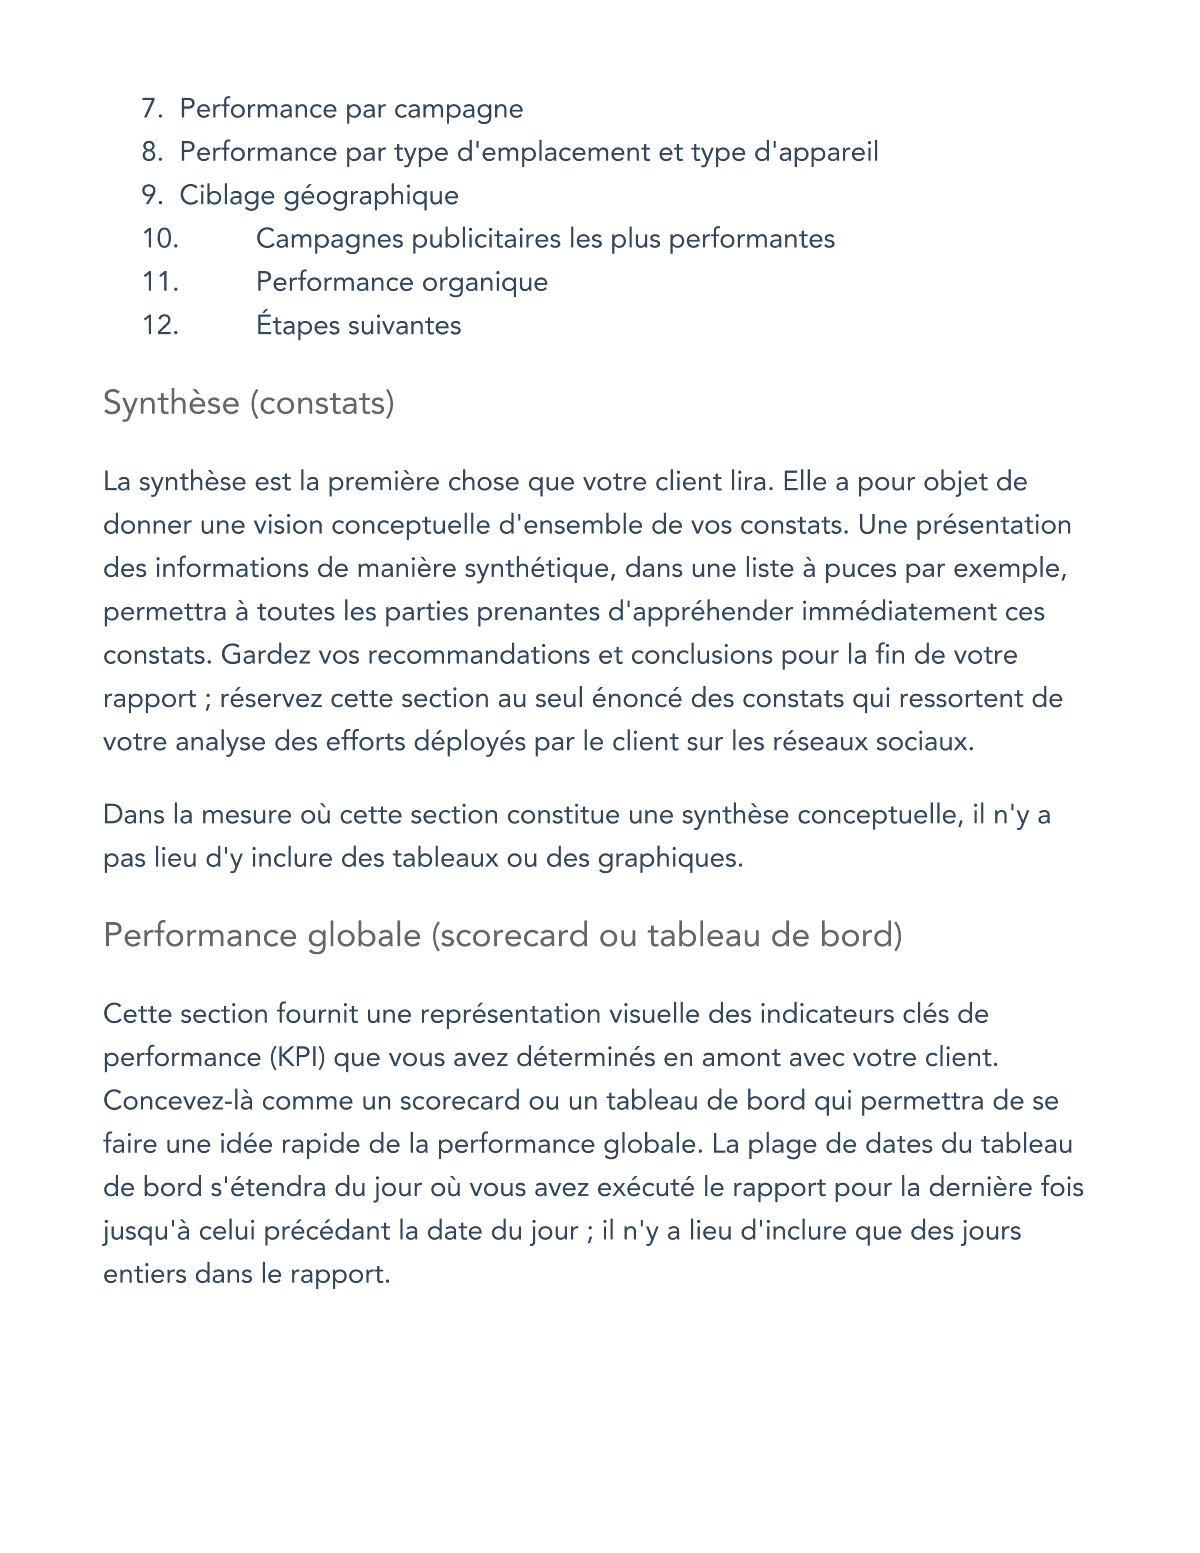 7. Performance par campagne
8. Performance par type d'emplacement et type d'appareil
9. Ciblage géographique
10. Campagnes publicitaires les plus performantes
11. Performance organique
12. Étapes suivantes
Synthèse (constats)
La synthèse est la première chose que votre client lira. Elle a pour objet de
donner une vision conceptuelle d'ensemble de vos constats. Une présentation
des informations de manière synthétique, dans une liste à puces par exemple,
permettra à toutes les parties prenantes d'appréhender immédiatement ces
constats. Gardez vos recommandations et conclusions pour la fin de votre
rapport ; réservez cette section au seul énoncé des constats qui ressortent de
votre analyse des efforts déployés par le client sur les réseaux sociaux.
Dans la mesure où cette section constitue une synthèse conceptuelle, il n'y a
pas lieu d'y inclure des tableaux ou des graphiques.
Performance globale (scorecard ou tableau de bord)
Cette section fournit une représentation visuelle des indicateurs clés de
performance (KPI) que vous avez déterminés en amont avec votre client.
Concevez-là comme un scorecard ou un tableau de bord qui permettra de se
faire une idée rapide de la performance globale. La plage de dates du tableau
de bord s'étendra du jour où vous avez exécuté le rapport pour la dernière fois
jusqu'à celui précédant la date du jour ; il n'y a lieu d'inclure que des jours
entiers dans le rapport.